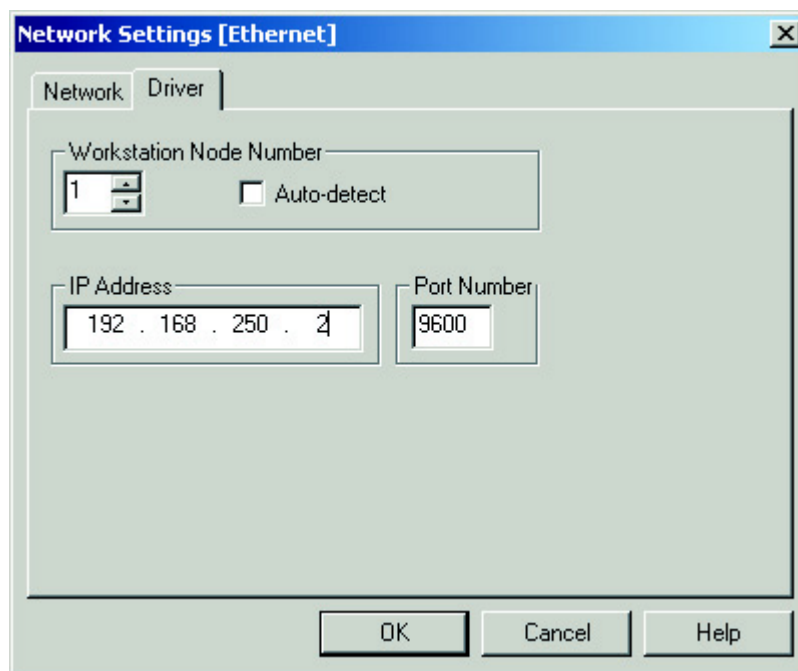 Network Settings [Ethernet]
Network Driver
Workstation Node Number
1 Auto-detect
IP Address Port Number
192 . 168 . 250 . 2 9600
OK Cancel Help